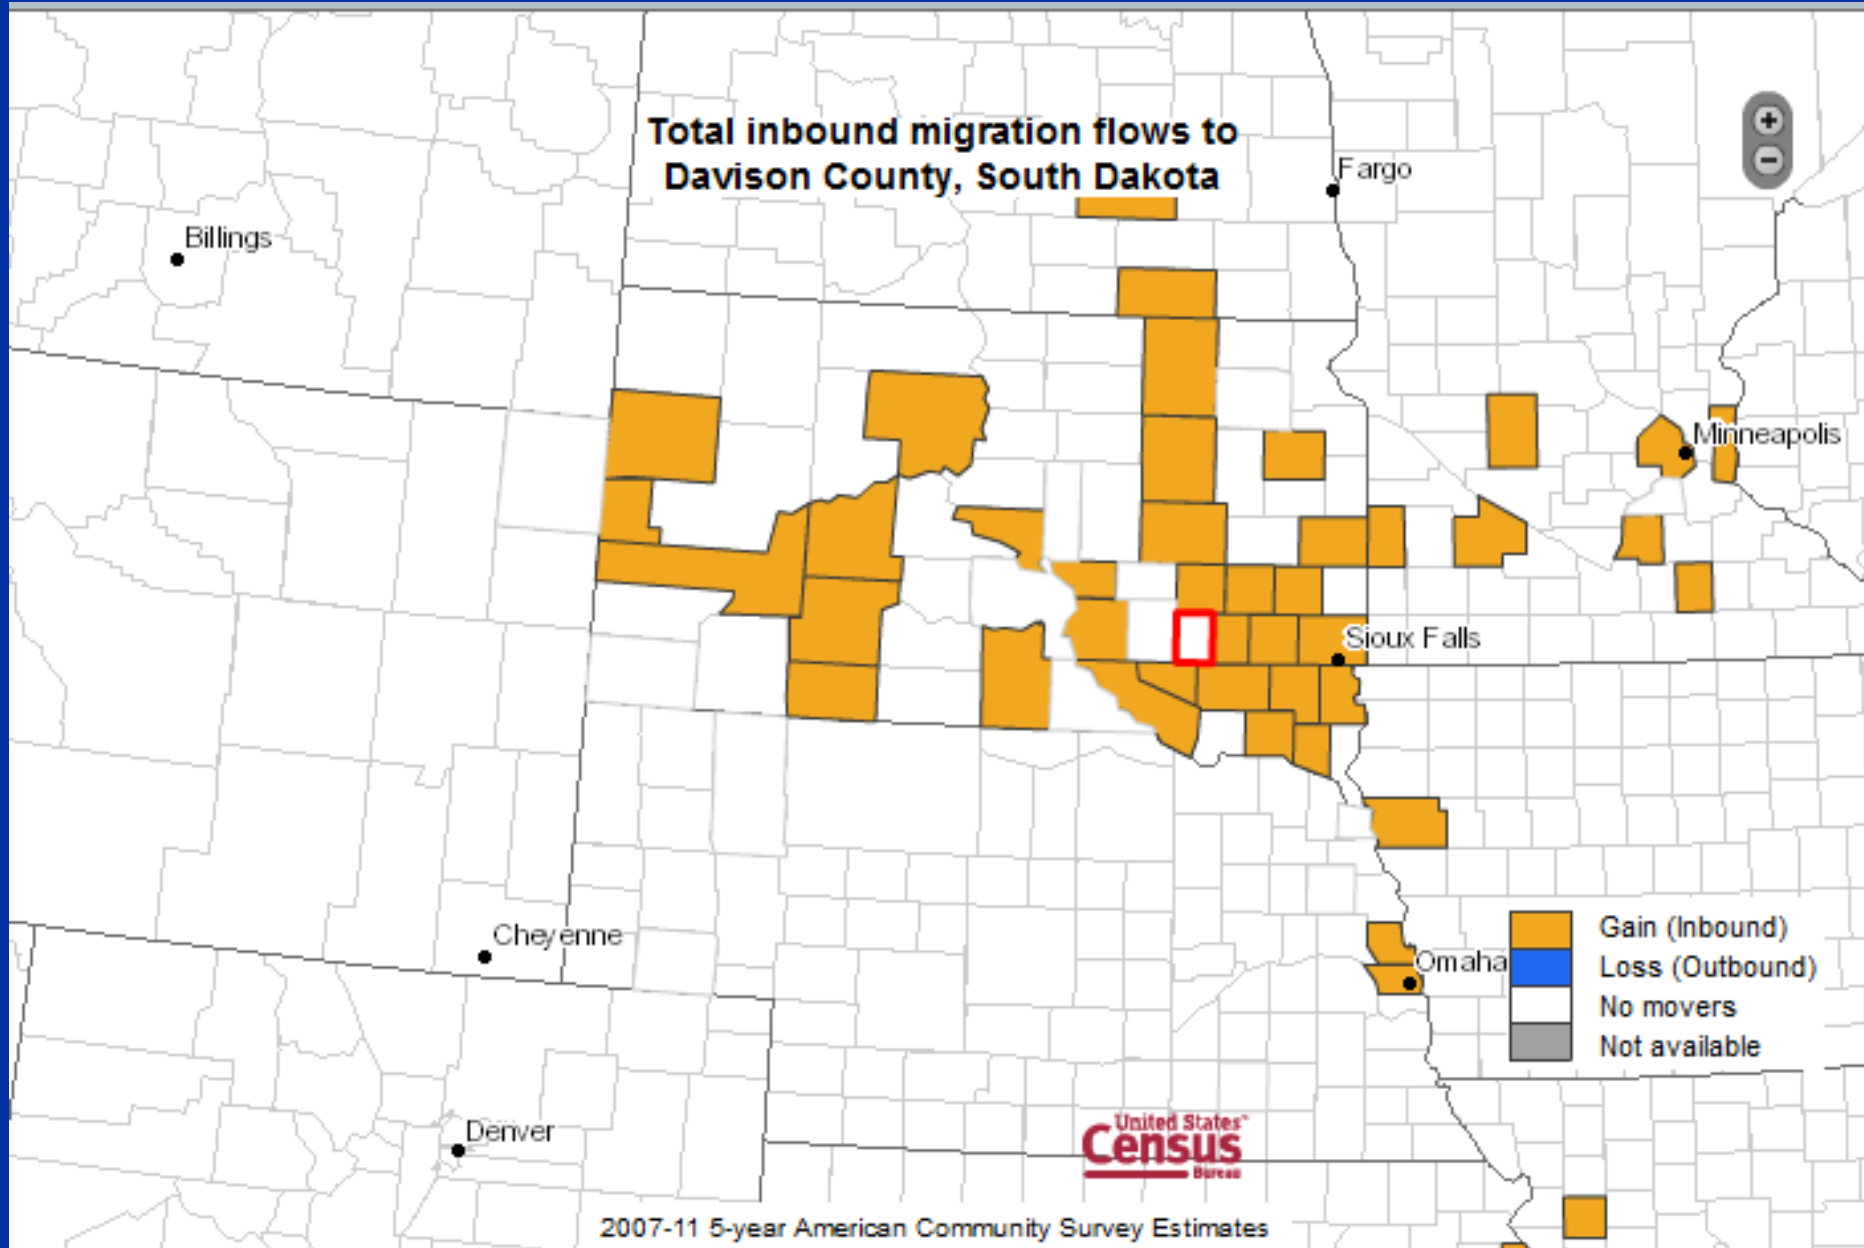 Total inbound migration flows to
Davison County, South Dakota
Fargo
Billings
Minneapolis
Sioux Falls
Cheyenne
Omaha
Gain (Inbound)
Loss (Outbound)
No movers
Not available
Denver
United States™
Census
Bureau
2007-11 5-year American Community Survey Estimates